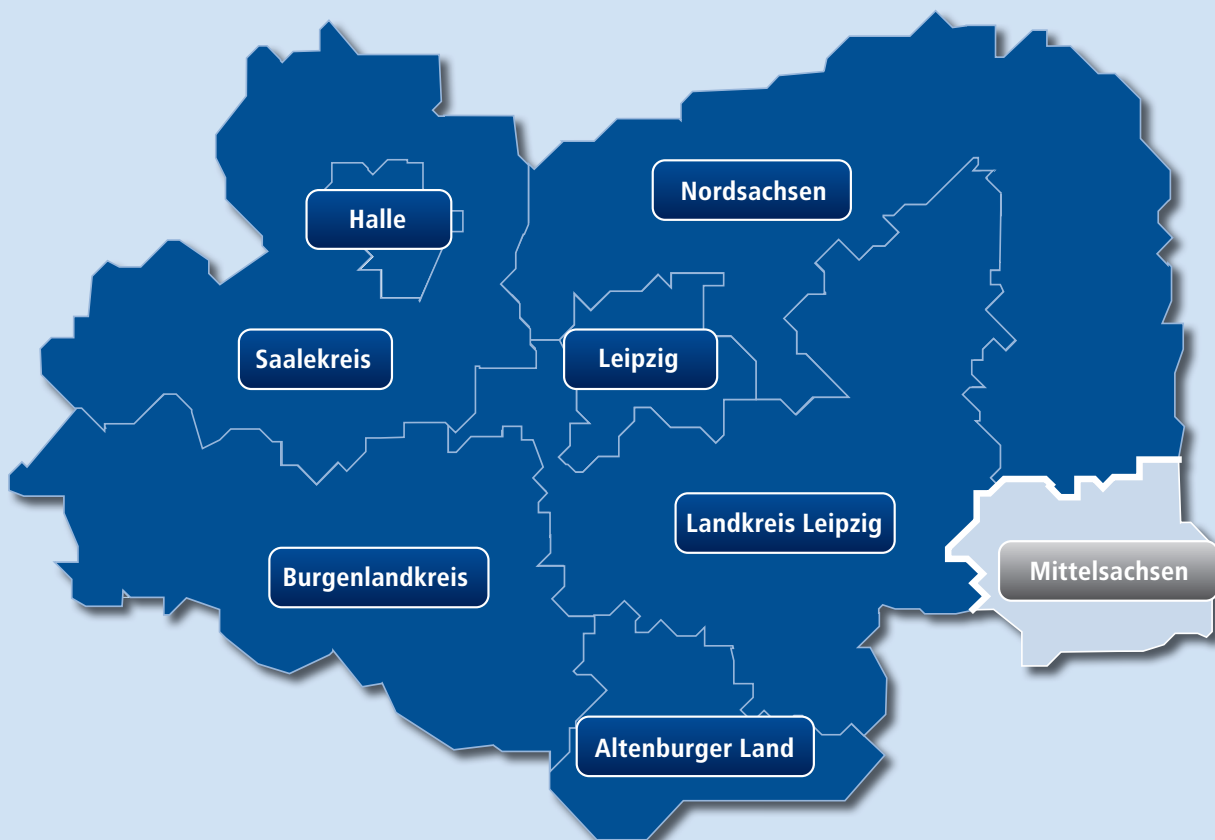 Nordsachsen
Halle
Saalekreis
Leipzig
Landkreis Leipzig
Mittelsachsen
Burgenlandkreis
Altenburger Land